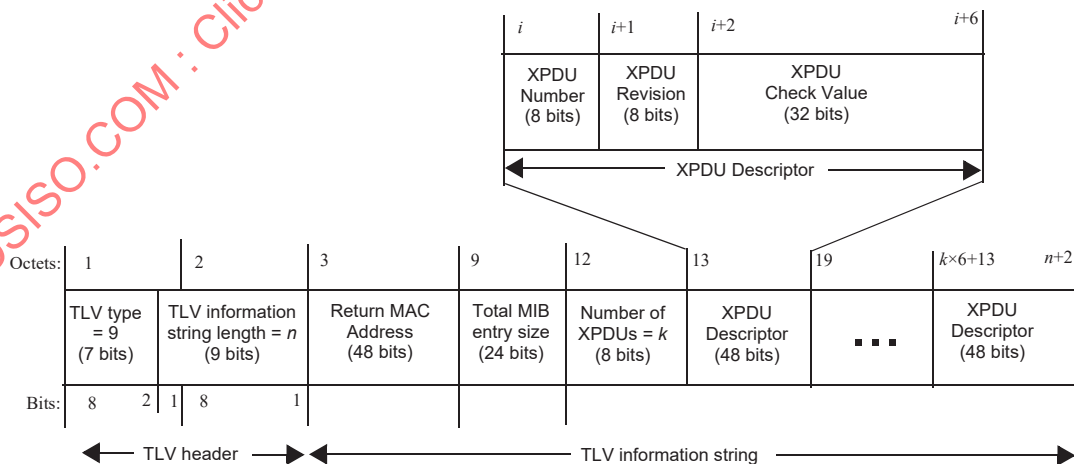 SISO.COM : Clic
i i+1 i+2 i+6
XPDU Number (8 bits)
XPDU Revision (8 bits)
XPDU Check Value (32 bits)
XPDU Descriptor
Octets: 1 2 3 9 12 13 19 k×6+13 n+2
TLV type = 9 (7 bits)
TLV information string length = n (9 bits)
Return MAC Address (48 bits)
Total MIB entry size (24 bits)
Number of XPDUs = k (8 bits)
XPDU Descriptor (48 bits)
...
XPDU Descriptor (48 bits)
Bits: 8 2 1 8 1
TLV header
TLV information string